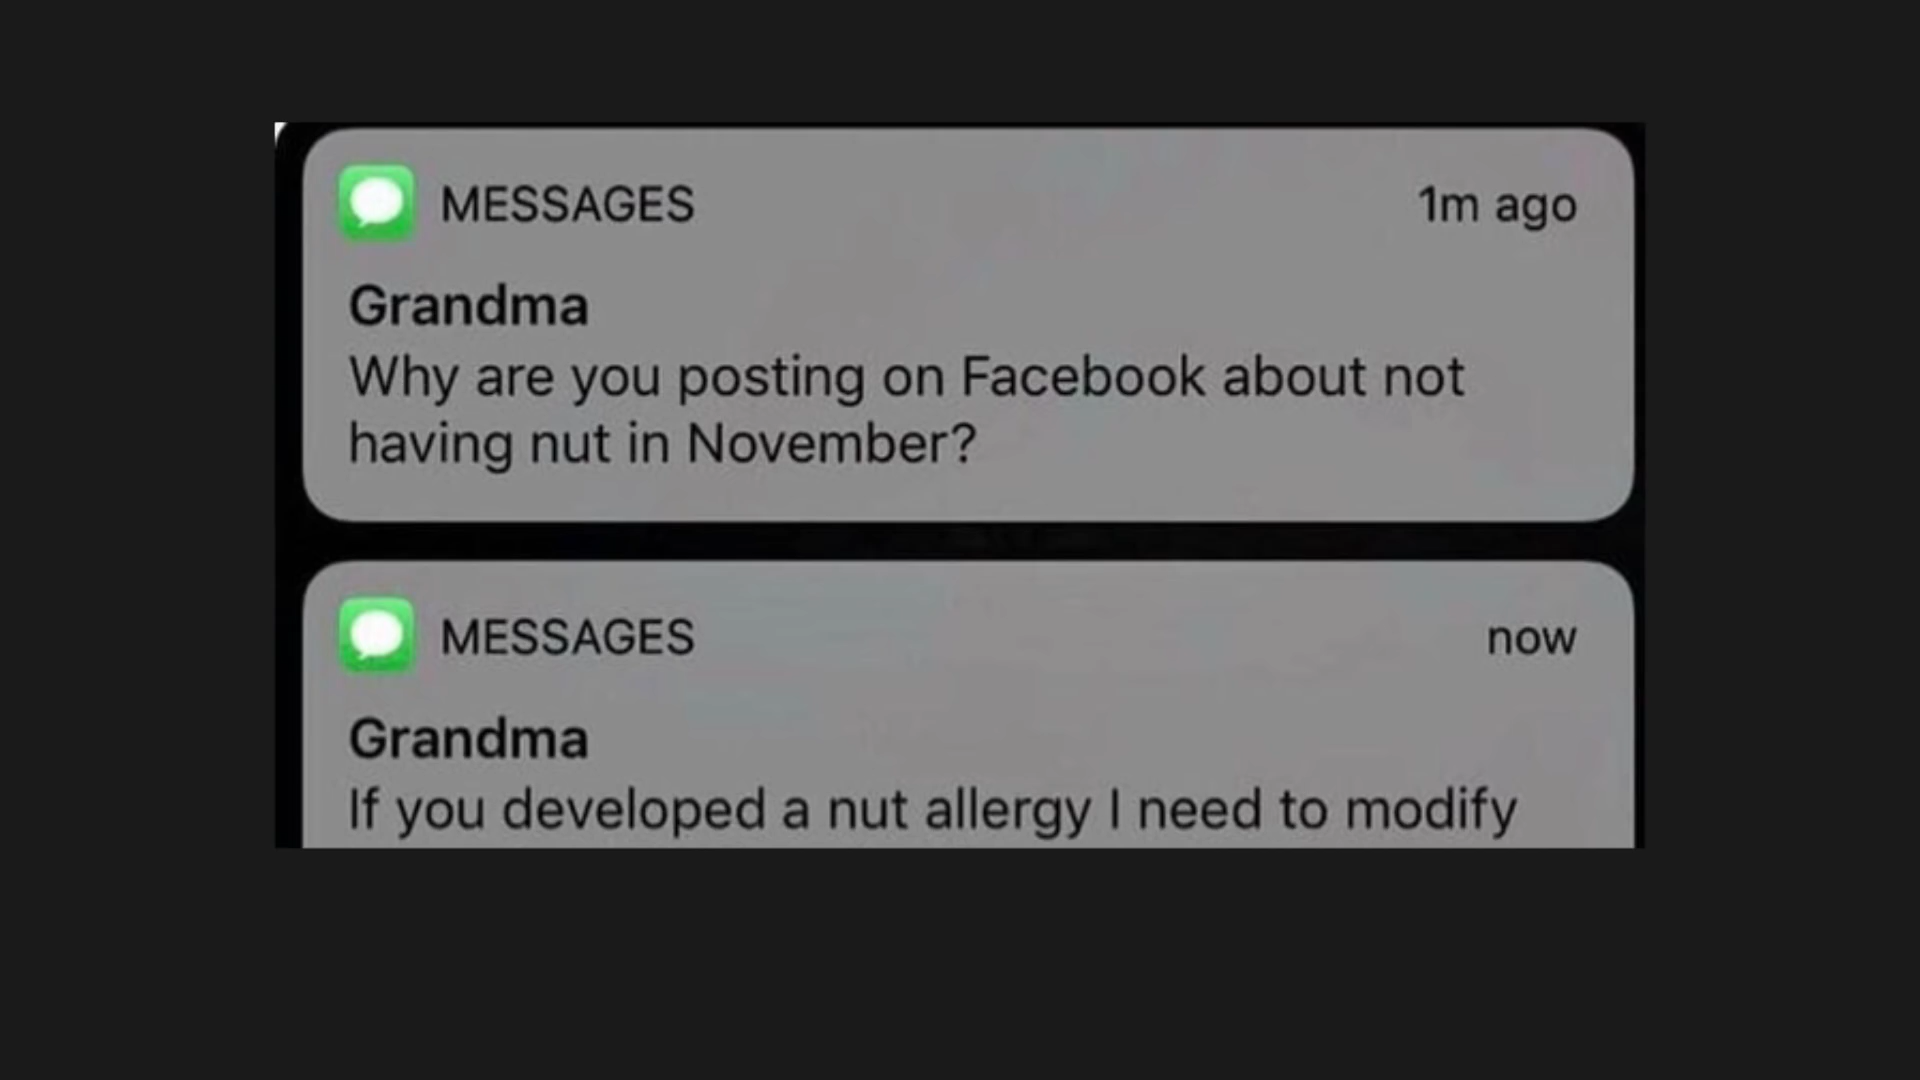 MESSAGES
1m ago
Grandma
Why are you posting on Facebook about not
having nut in November?
MESSAGES
now
Grandma
If you developed a nut allergy I need to modify